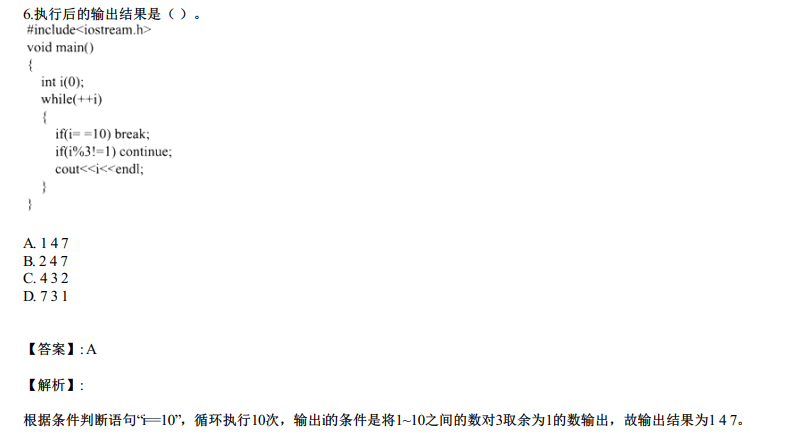 6.执行后的输出结果是（ ）。
#include<iostream.h>
void main()
{
int i(0);
while(++i)
{
if(i= =10) break;
if(i%3!=1) continue;
cout<<i<<endl;
}
}
A. 1 4 7
B. 2 4 7
C. 4 3 2
D. 7 3 1
【答案】: A
【解析】:
根据条件判断语句“i==10”，循环执行10次，输出i的条件是将1~10之间的数对3取余为1的数输出，故输出结果为1 4 7。